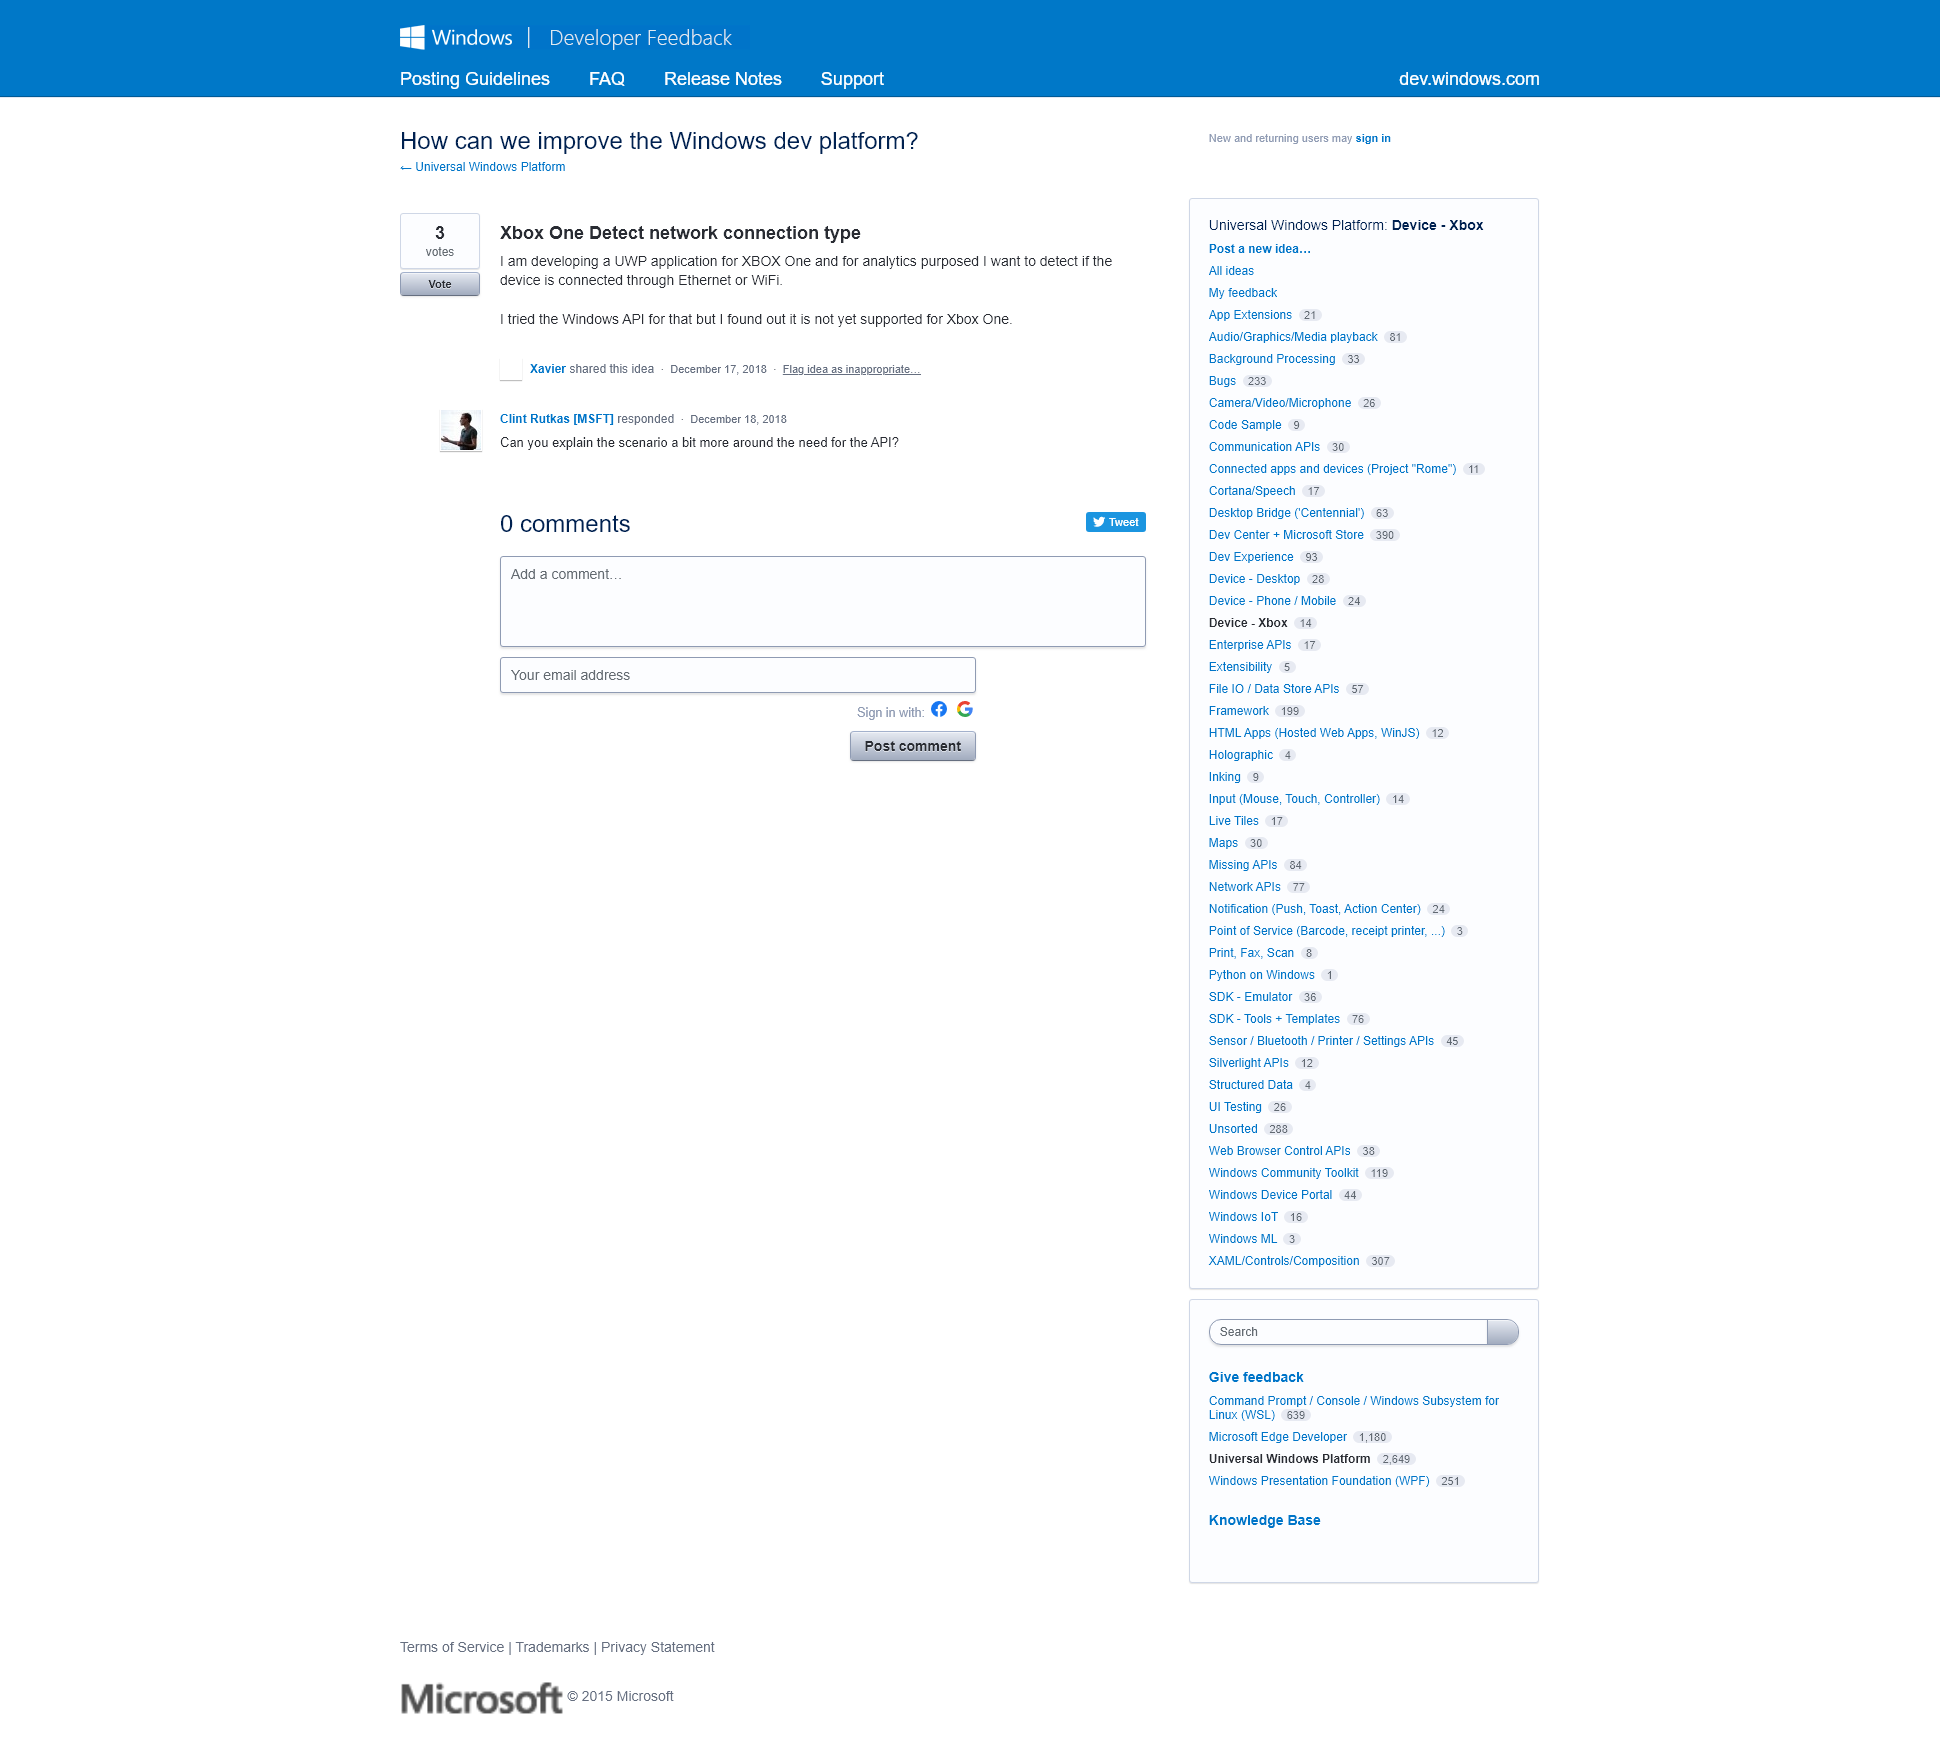 Windows | Developer Feedback
Posting Guidelines FAQ Release Notes Support dev.windows.com
How can we improve the Windows dev platform?
← Universal Windows Platform
New and returning users may sign in
3
votes
Vote
Xbox One Detect network connection type
I am developing a UWP application for XBOX One and for analytics purposed I want to detect if the
device is connected through Ethernet or WiFi.
I tried the Windows API for that but I found out it is not yet supported for Xbox One.
Xavier shared this idea · December 17, 2018 · Flag idea as inappropriate…
Clint Rutkas [MSFT] responded · December 18, 2018
Can you explain the scenario a bit more around the need for the API?
0 comments
Tweet
Add a comment…
Your email address
Sign in with:
Post comment
Universal Windows Platform: Device - Xbox
Post a new idea…
All ideas
My feedback
App Extensions 21
Audio/Graphics/Media playback 81
Background Processing 33
Bugs 233
Camera/Video/Microphone 26
Code Sample 9
Communication APIs 30
Connected apps and devices (Project "Rome") 11
Cortana/Speech 17
Desktop Bridge ('Centennial') 63
Dev Center + Microsoft Store 390
Dev Experience 93
Device - Desktop 28
Device - Phone / Mobile 24
Device - Xbox 14
Enterprise APIs 17
Extensibility 5
File IO / Data Store APIs 57
Framework 199
HTML Apps (Hosted Web Apps, WinJS) 12
Holographic 4
Inking 9
Input (Mouse, Touch, Controller) 14
Live Tiles 17
Maps 30
Missing APIs 84
Network APIs 77
Notification (Push, Toast, Action Center) 24
Point of Service (Barcode, receipt printer, ...) 3
Print, Fax, Scan 8
Python on Windows 1
SDK - Emulator 36
SDK - Tools + Templates 76
Sensor / Bluetooth / Printer / Settings APIs 45
Silverlight APIs 12
Structured Data 4
UI Testing 26
Unsorted 288
Web Browser Control APIs 38
Windows Community Toolkit 119
Windows Device Portal 44
Windows IoT 16
Windows ML 3
XAML/Controls/Composition 307
Search
Give feedback
Command Prompt / Console / Windows Subsystem for
Linux (WSL) 639
Microsoft Edge Developer 1,180
Universal Windows Platform 2,649
Windows Presentation Foundation (WPF) 251
Knowledge Base
Terms of Service | Trademarks | Privacy Statement
Microsoft © 2015 Microsoft